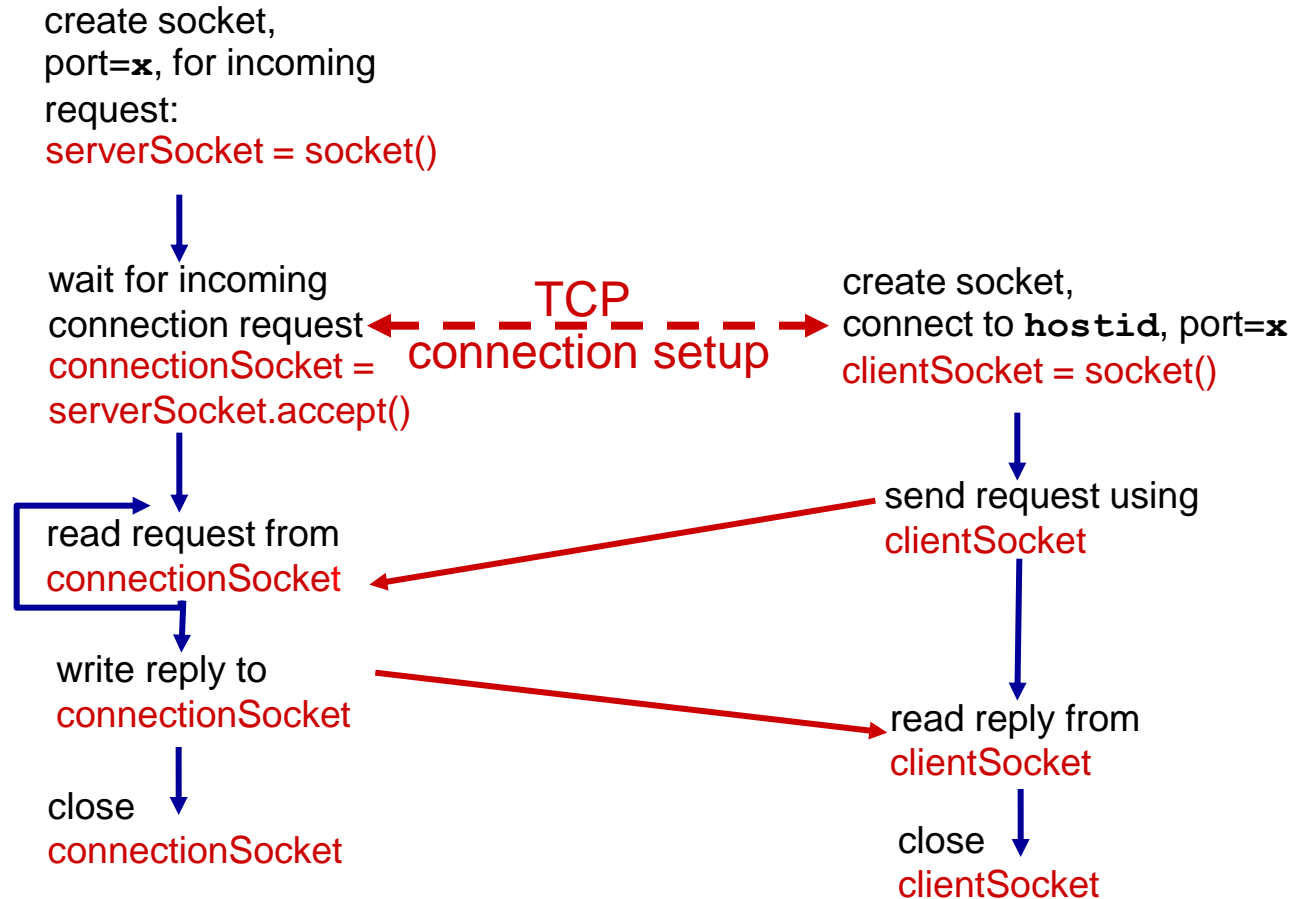 create socket,
port=x, for incoming
request:
serverSocket = socket()
wait for incoming
connection request
connectionSocket =
serverSocket.accept()
TCP
connection setup
create socket,
connect to hostid, port=x
clientSocket = socket()
read request from
connectionSocket
send request using
clientSocket
write reply to
connectionSocket
read reply from
clientSocket
close
connectionSocket
close
clientSocket